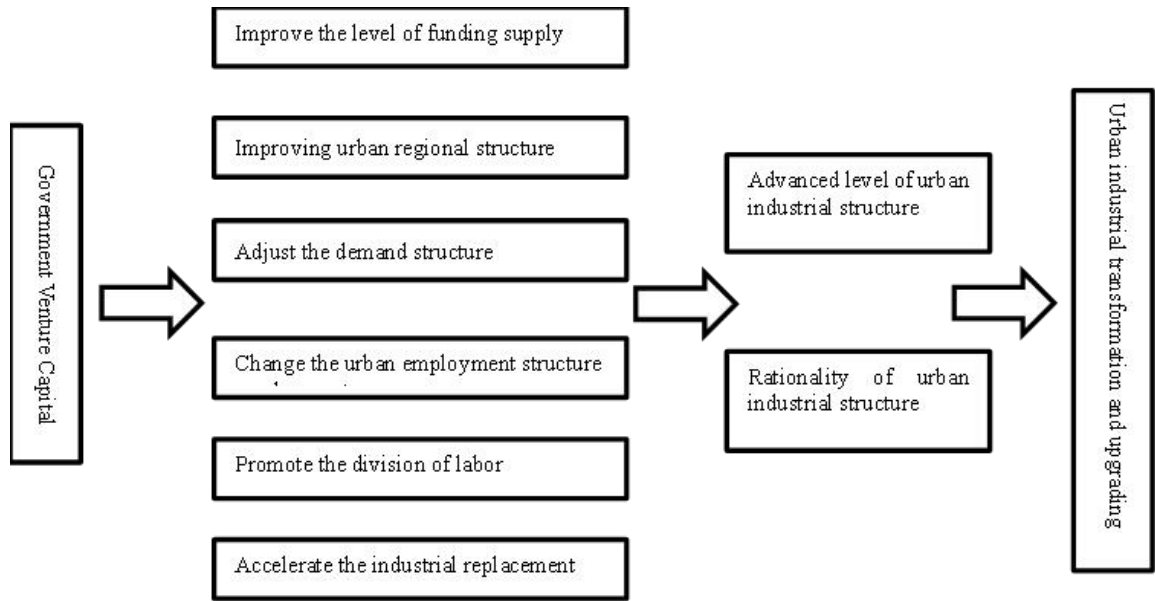 Government Venture Capital
Improve the level of funding supply
Improving urban regional structure
Adjust the demand structure
Change the urban employment structure
Promote the division of labor
Accelerate the industrial replacement
Advanced level of urban
industrial structure
Rationality of urban
industrial structure
Urban industrial transformation and upgrading